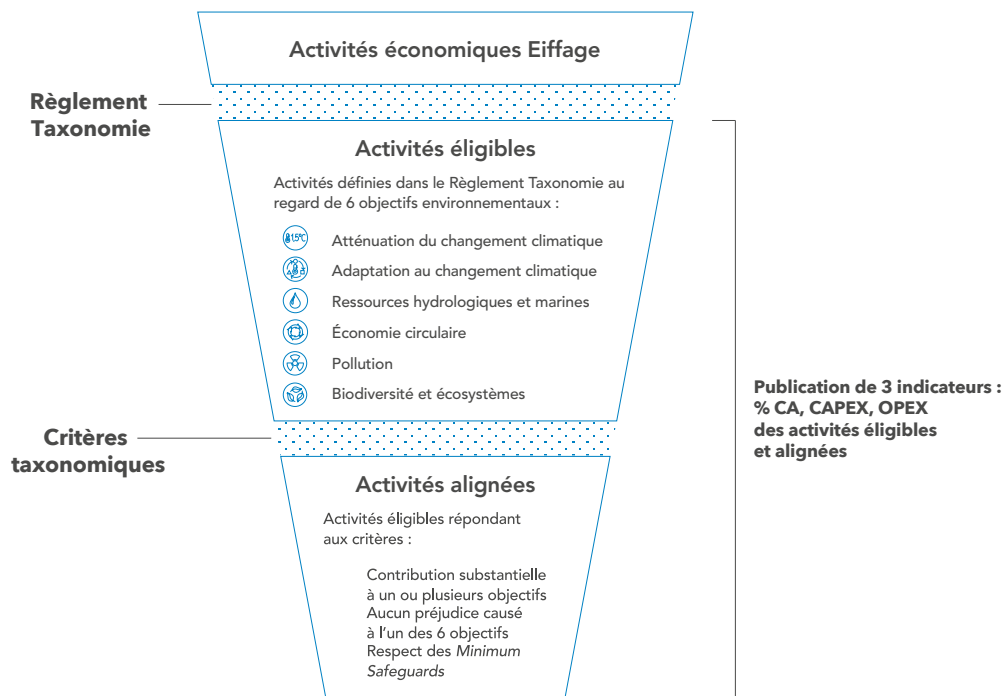 Activités économiques Eiffage
Règlement
Taxonomie
Activités éligibles
Activités définies dans le Règlement Taxonomie au
regard de 6 objectifs environnementaux :
1.5°C
Atténuation du changement climatique
Adaptation au changement climatique
Ressources hydrologiques et marines
Économie circulaire
Pollution
Biodiversité et écosystèmes
Publication de 3 indicateurs :
% CA, CAPEX, OPEX
des activités éligibles
et alignées
Critères
taxonomiques
Activités alignées
Activités éligibles répondant
aux critères :
Contribution substantielle
à un ou plusieurs objectifs
Aucun préjudice causé
à l'un des 6 objectifs
Respect des Minimum
Safeguards